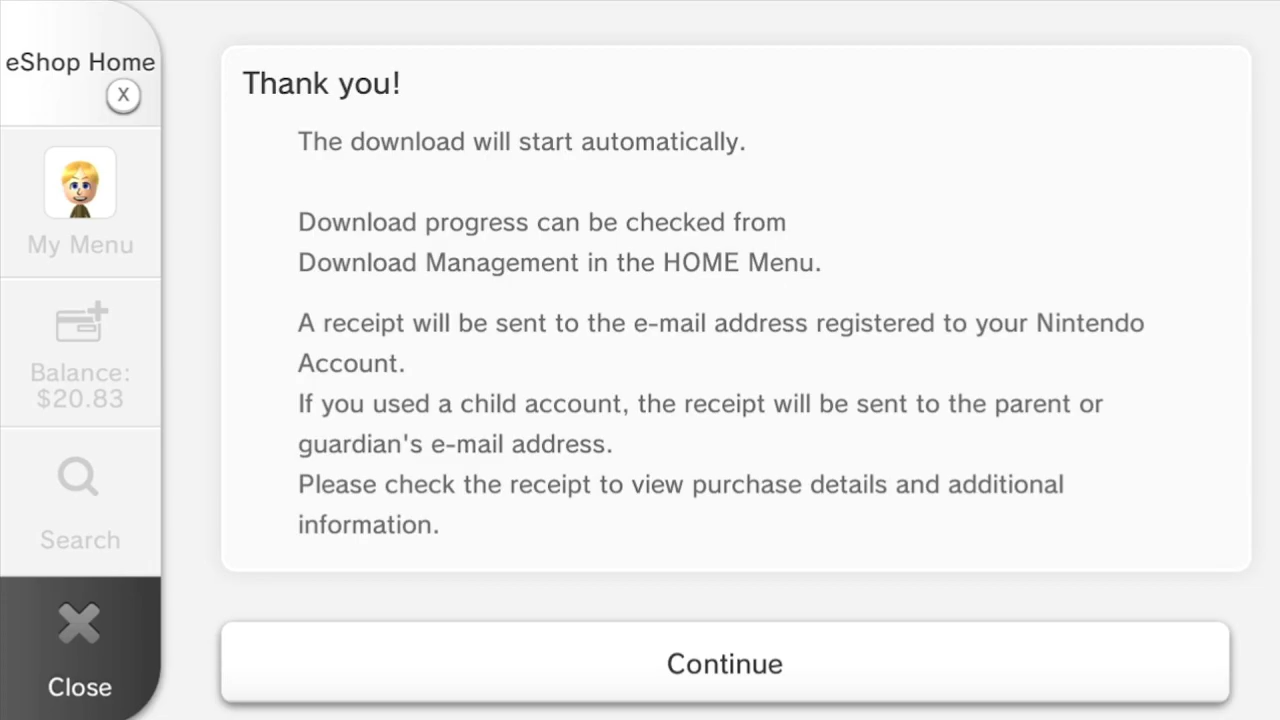 eShop Home
X
My Menu
Balance:
$20.83
Search
Close
Thank you!
The download will start automatically.
Download progress can be checked from
Download Management in the HOME Menu.
A receipt will be sent to the e-mail address registered to your Nintendo
Account.
If you used a child account, the receipt will be sent to the parent or
guardian's e-mail address.
Please check the receipt to view purchase details and additional
information.
Continue